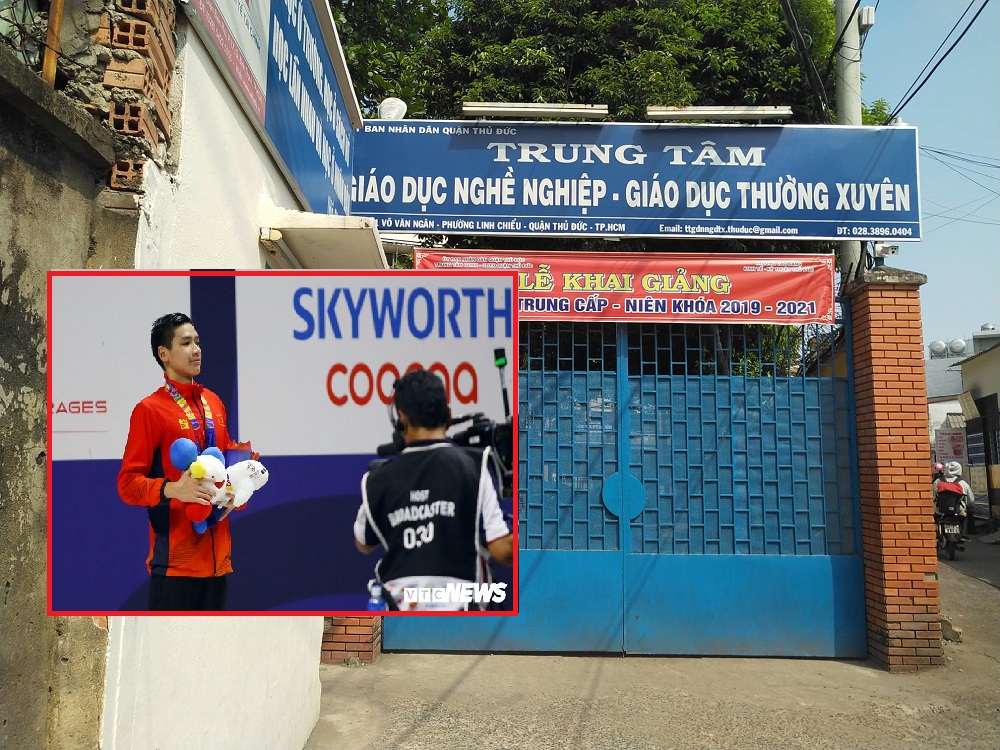 BAN NHÂN DÂN QUẬN THỦ ĐỨC
TRUNG TÂM
GIÁO DỤC NGHỀ NGHIỆP - GIÁO DỤC THƯỜNG XUYÊN
VÕ VĂN NGÂN - PHƯỜNG LINH CHIỂU - QUẬN THỦ ĐỨC - TP.HCM
Email: ttgdnngdtx.thuduc@gmail.com
ĐT: 028.3896.0404
LỄ KHAI GIẢNG
TRUNG CẤP - NIÊN KHÓA 2019 - 2021
SKYWORTH
coocaa
RAGES
HOST
BROADCASTER
030
VTC NEWS